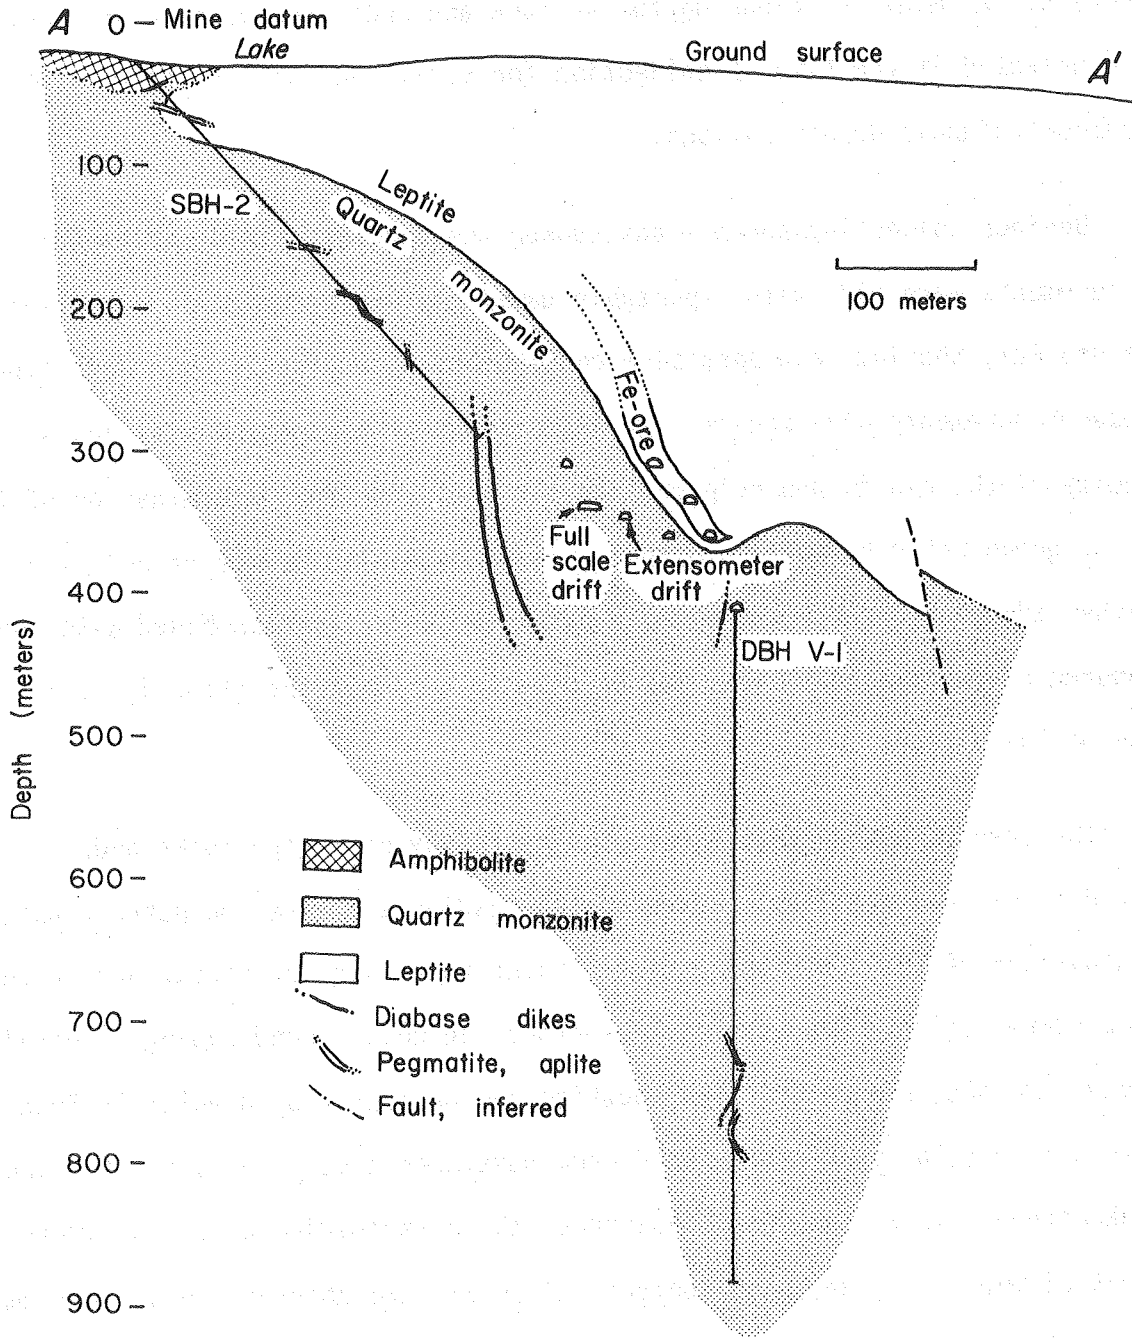 A
0 — Mine datum
Lake
Ground surface
A'
100
SBH-2
Leptite
Quartz monzonite
100 meters
200
Fe-ore
300
Full
scale
drift
Extensometer
drift
400
DBH V-1
Depth (meters)
500
600
700
800
900
Amphibolite
Quartz monzonite
Leptite
Diabase dikes
Pegmatite, aplite
Fault, inferred